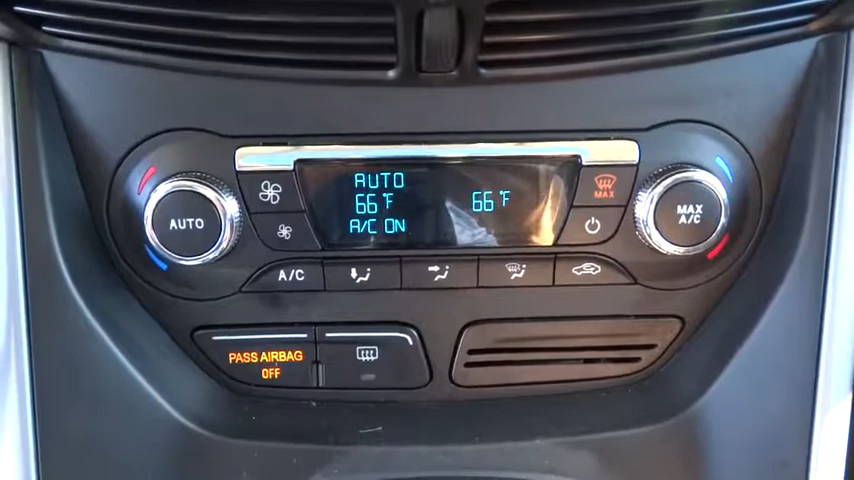 AUTO
AUTO
66°F 66°F
A/C ON
MAX
MAX
A/C
A/C
PASS AIRBAG
OFF